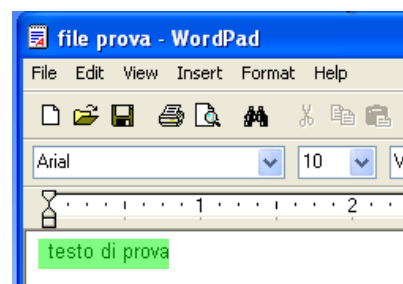 file prova - WordPad
File Edit View Insert Format Help
Arial 10
1 2
testo di prova